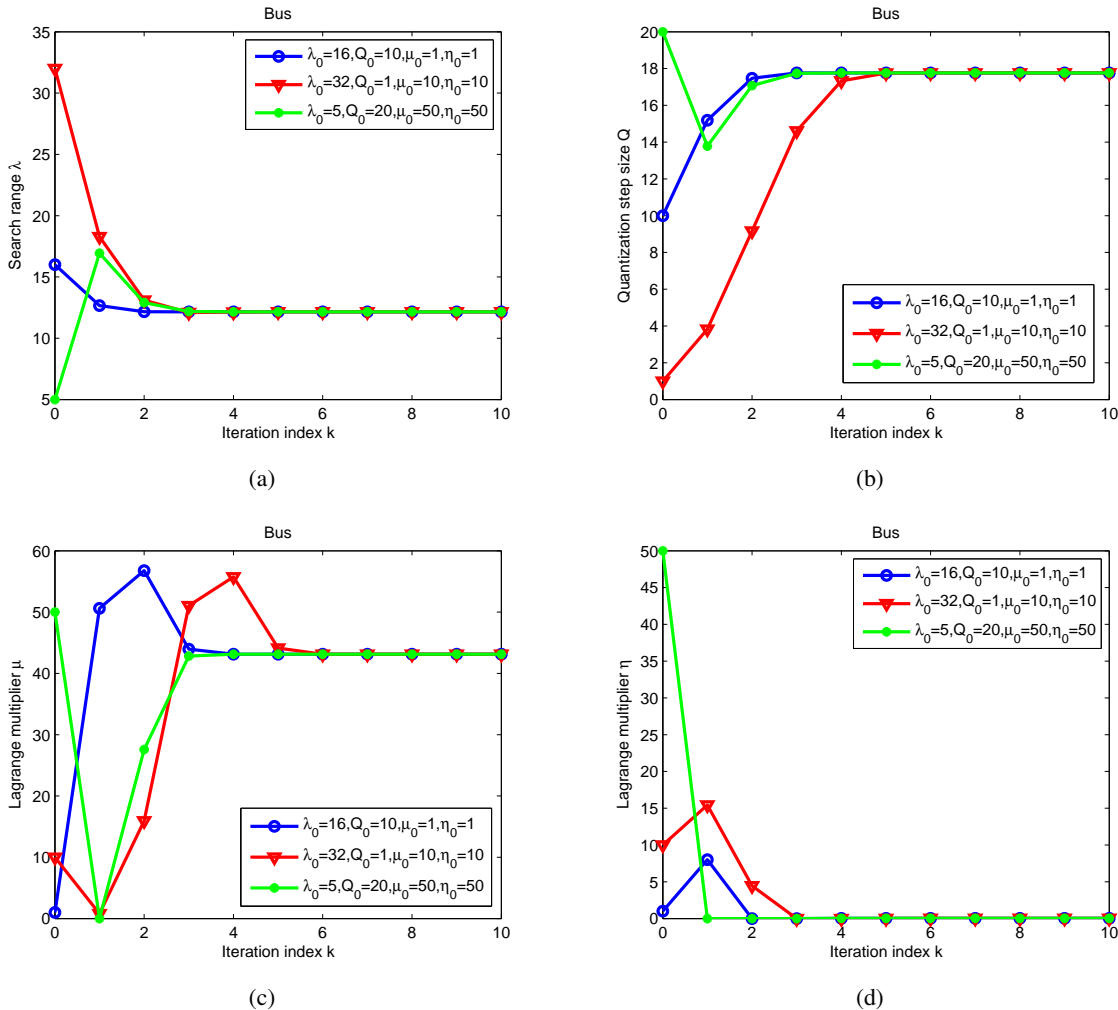 Bus
35
30
25
20
15
10
5
Search range λ
λ0=16,Q0=10,μ0=1,η0=1
λ0=32,Q0=1,μ0=10,η0=10
λ0=5,Q0=20,μ0=50,η0=50
0 2 4 6 8 10
Iteration index k
(a)
Bus
20
18
16
14
12
10
8
6
4
2
0
Quantization step size Q
λ0=16,Q0=10,μ0=1,η0=1
λ0=32,Q0=1,μ0=10,η0=10
λ0=5,Q0=20,μ0=50,η0=50
0 2 4 6 8 10
Iteration index k
(b)
Bus
60
50
40
30
20
10
0
Lagrange multiplier μ
λ0=16,Q0=10,μ0=1,η0=1
λ0=32,Q0=1,μ0=10,η0=10
λ0=5,Q0=20,μ0=50,η0=50
0 2 4 6 8 10
Iteration index k
(c)
Bus
50
45
40
35
30
25
20
15
10
5
0
Lagrange multiplier η
λ0=16,Q0=10,μ0=1,η0=1
λ0=32,Q0=1,μ0=10,η0=10
λ0=5,Q0=20,μ0=50,η0=50
0 2 4 6 8 10
Iteration index k
(d)